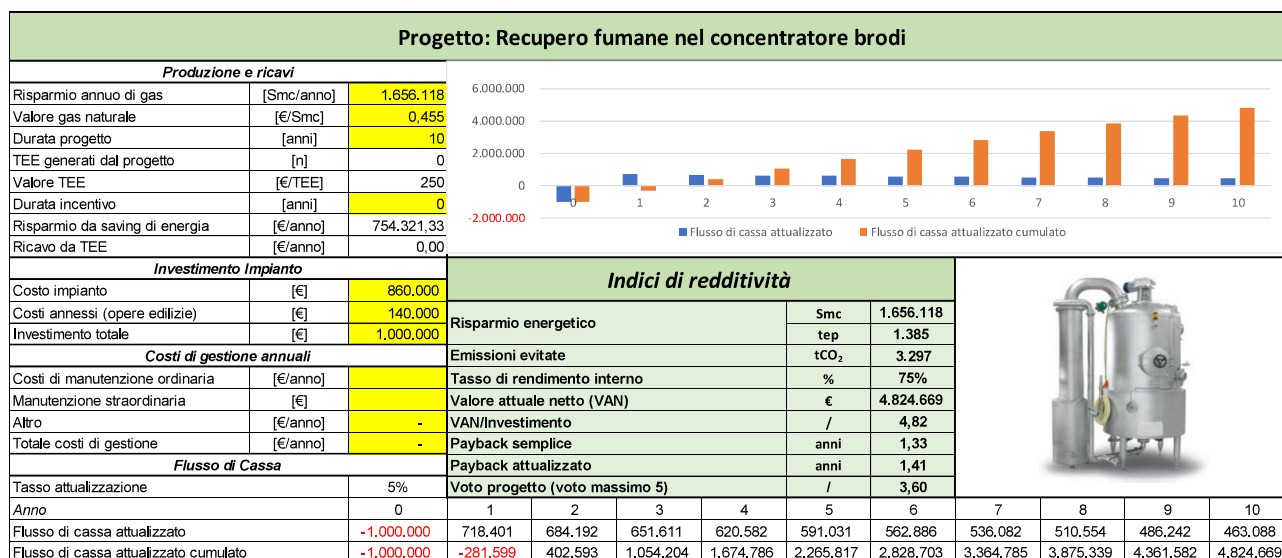 Progetto: Recupero fumane nel concentratore brodi
Produzione e ricavi
Risparmio annuo di gas [Smc/anno] 1.656.118
Valore gas naturale [€/Smc] 0,455
Durata progetto [anni] 10
TEE generati dal progetto [n] 0
Valore TEE [€/TEE] 250
Durata incentivo [anni] 0
Risparmio da saving di energia [€/anno] 754.321,33
Ricavo da TEE [€/anno] 0,00
6.000.000
4.000.000
2.000.000
0
-2.000.000
0 1 2 3 4 5 6 7 8 9 10
Flusso di cassa attualizzato Flusso di cassa attualizzato cumulato
Investimento Impianto
Costo impianto [€] 860.000
Costi annessi (opere edilizie) [€] 140.000
Investimento totale [€] 1.000.000
Costi di gestione annuali
Costi di manutenzione ordinaria [€/anno]
Manutenzione straordinaria [€]
Altro [€/anno] -
Totale costi di gestione [€/anno] -
Flusso di Cassa
Tasso attualizzazione 5%
Indici di redditività
Risparmio energetico Smc 1.656.118
tep 1.385
Emissioni evitate tCO₂ 3.297
Tasso di rendimento interno % 75%
Valore attuale netto (VAN) € 4.824.669
VAN/Investimento / 4,82
Payback semplice anni 1,33
Payback attualizzato anni 1,41
Voto progetto (voto massimo 5) / 3,60
Anno 0 1 2 3 4 5 6 7 8 9 10
Flusso di cassa attualizzato -1.000.000 718.401 684.192 651.611 620.582 591.031 562.886 536.082 510.554 486.242 463.088
Flusso di cassa attualizzato cumulato -1.000.000 -281.599 402.593 1.054.204 1.674.786 2.265.817 2.828.703 3.364.785 3.875.339 4.361.582 4.824.669